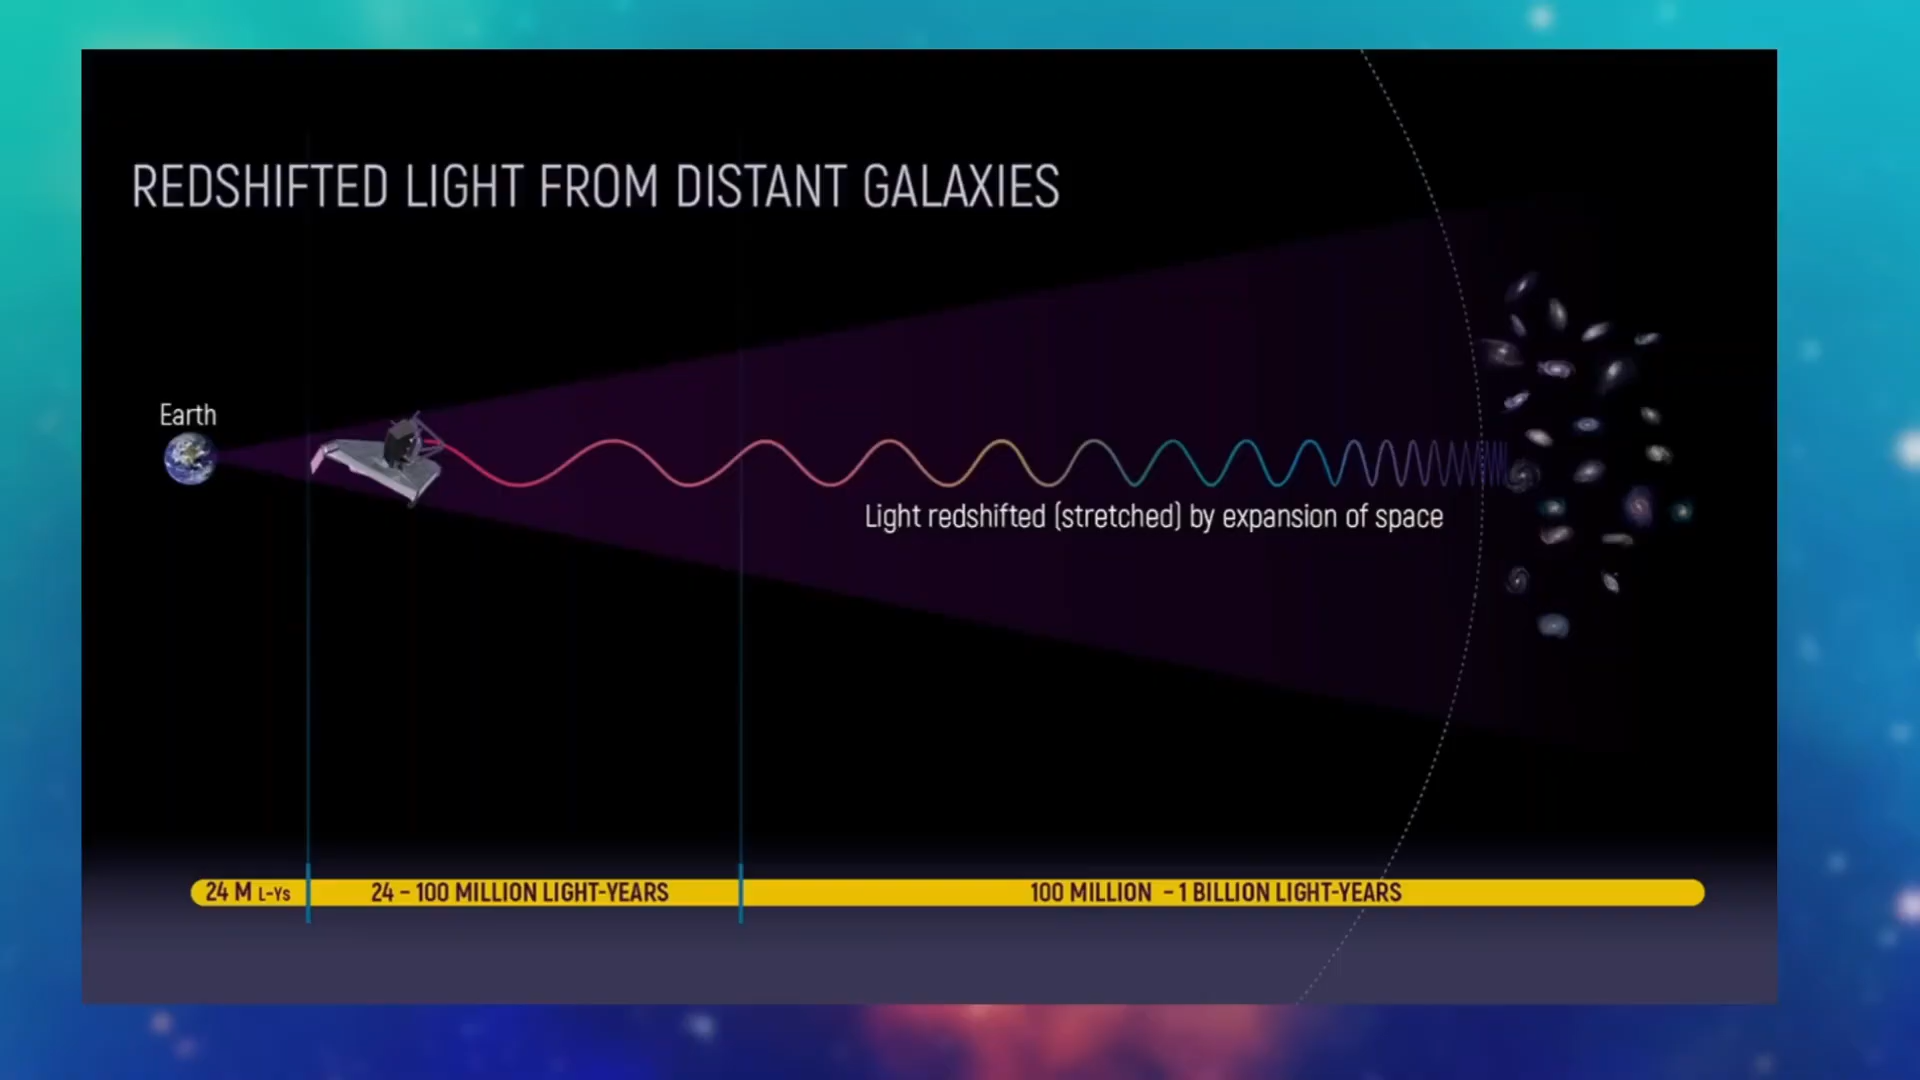 REDSHIFTED LIGHT FROM DISTANT GALAXIES
Earth
Light redshifted (stretched) by expansion of space
24 M L-Ys
24 – 100 MILLION LIGHT-YEARS
100 MILLION – 1 BILLION LIGHT-YEARS